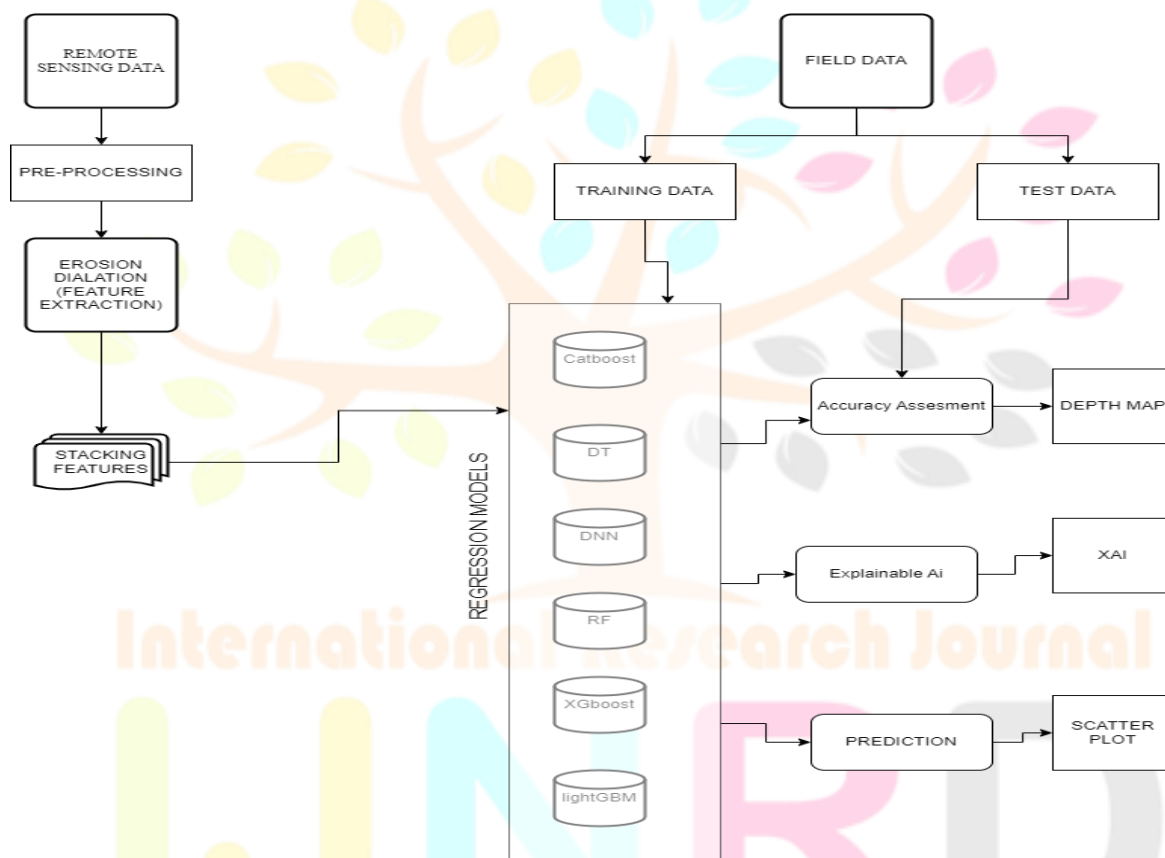 REMOTE
SENSING DATA
PRE-PROCESSING
EROSION
DIALATION
(FEATURE
EXTRACTION)
STACKING
FEATURES
FIELD DATA
TRAINING DATA
TEST DATA
REGRESSION MODELS
Catboost
DT
DNN
RF
XGboost
lightGBM
Accuracy Assesment
DEPTH MAP
Explainable Ai
XAI
PREDICTION
SCATTER
PLOT
International Research Journal